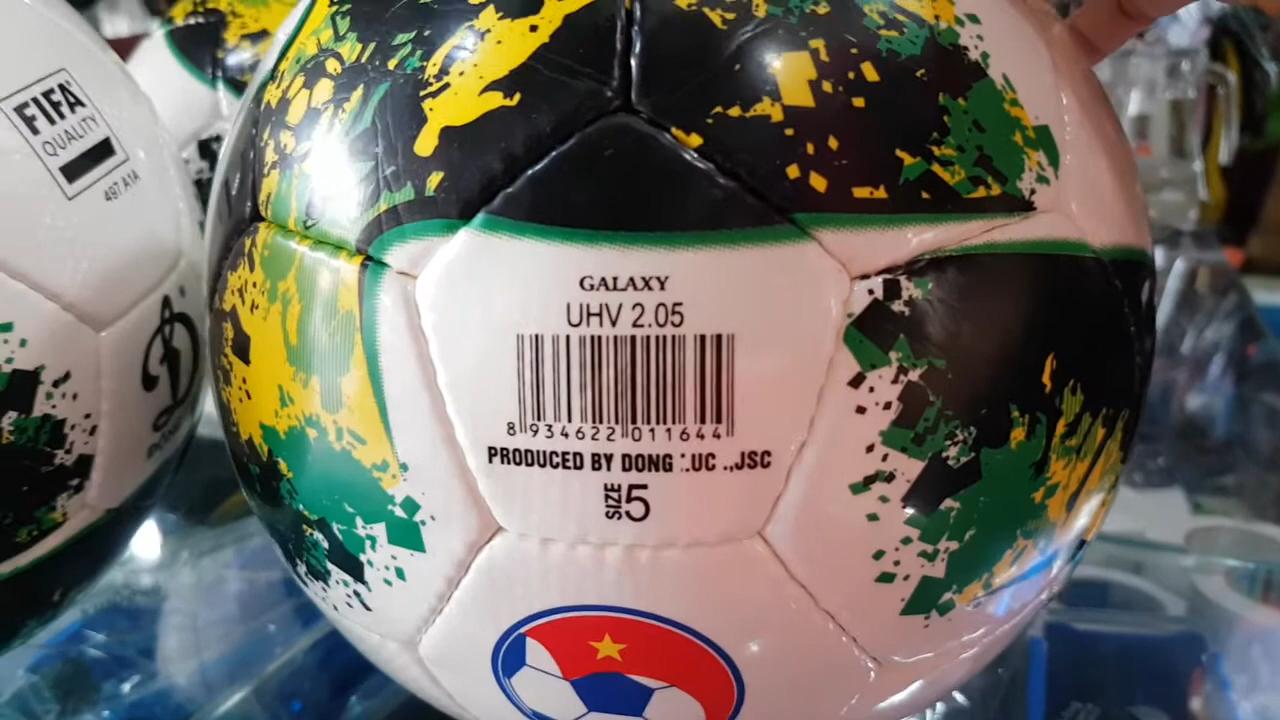 FIFA
QUALITY
497 A1A
GALAXY
UHV 2.05
8 934622 011644
PRODUCED BY DONG JSC
SIZE 5